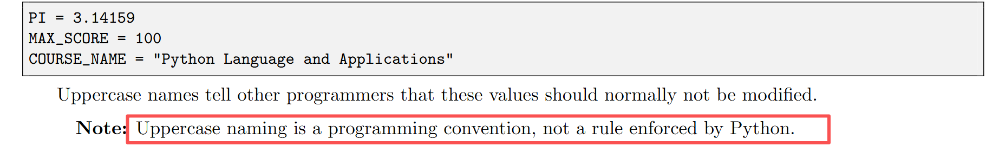 PI = 3.14159
MAX_SCORE = 100
COURSE_NAME = "Python Language and Applications"
Uppercase names tell other programmers that these values should normally not be modified.
Note: Uppercase naming is a programming convention, not a rule enforced by Python.